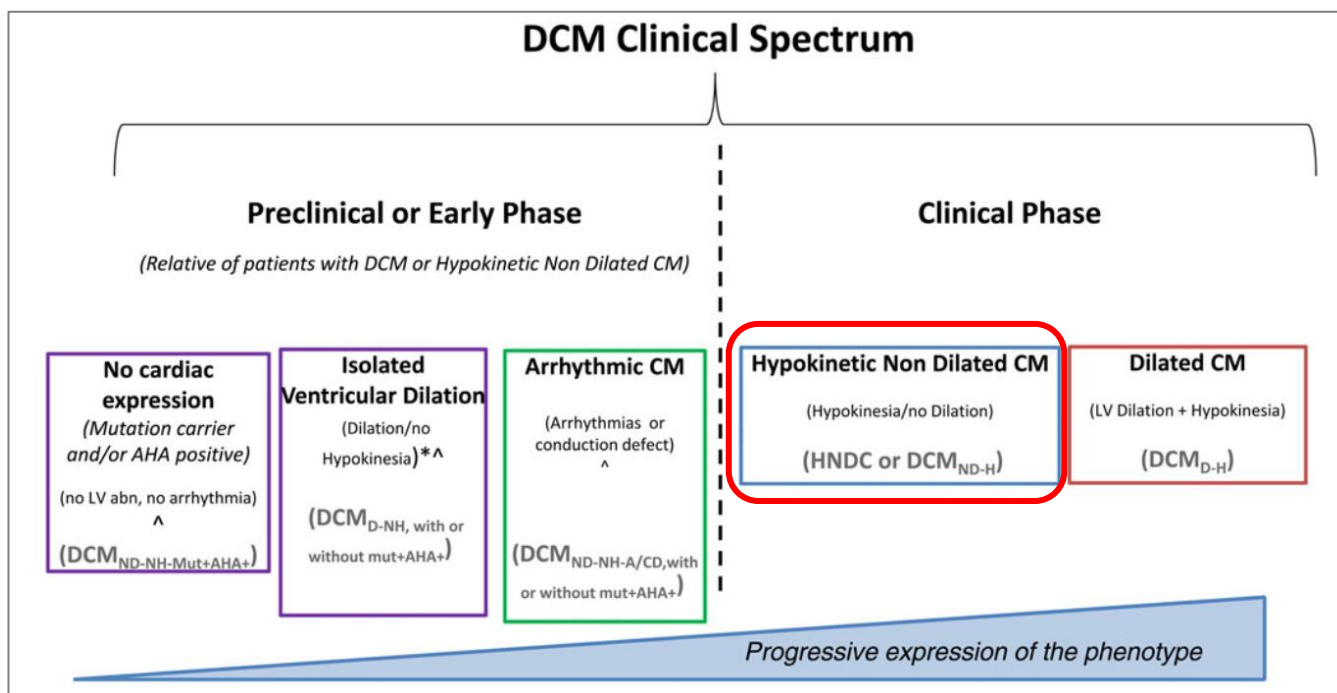 DCM Clinical Spectrum
Preclinical or Early Phase
(Relative of patients with DCM or Hypokinetic Non Dilated CM)
Clinical Phase
No cardiac
expression
(Mutation carrier
and/or AHA positive)
(no LV abn, no arrhythmia)
^
(DCMND-NH-Mut+AHA+)
Isolated
Ventricular Dilation
(Dilation/no
Hypokinesia)*^
(DCMD-NH, with or
without mut+AHA+)
Arrhythmic CM
(Arrhythmias or
conduction defect)
^
(DCMND-NH-A/CD,with
or without mut+AHA+)
Hypokinetic Non Dilated CM
(Hypokinesia/no Dilation)
(HNDC or DCMND-H)
Dilated CM
(LV Dilation + Hypokinesia)
(DCMD-H)
Progressive expression of the phenotype